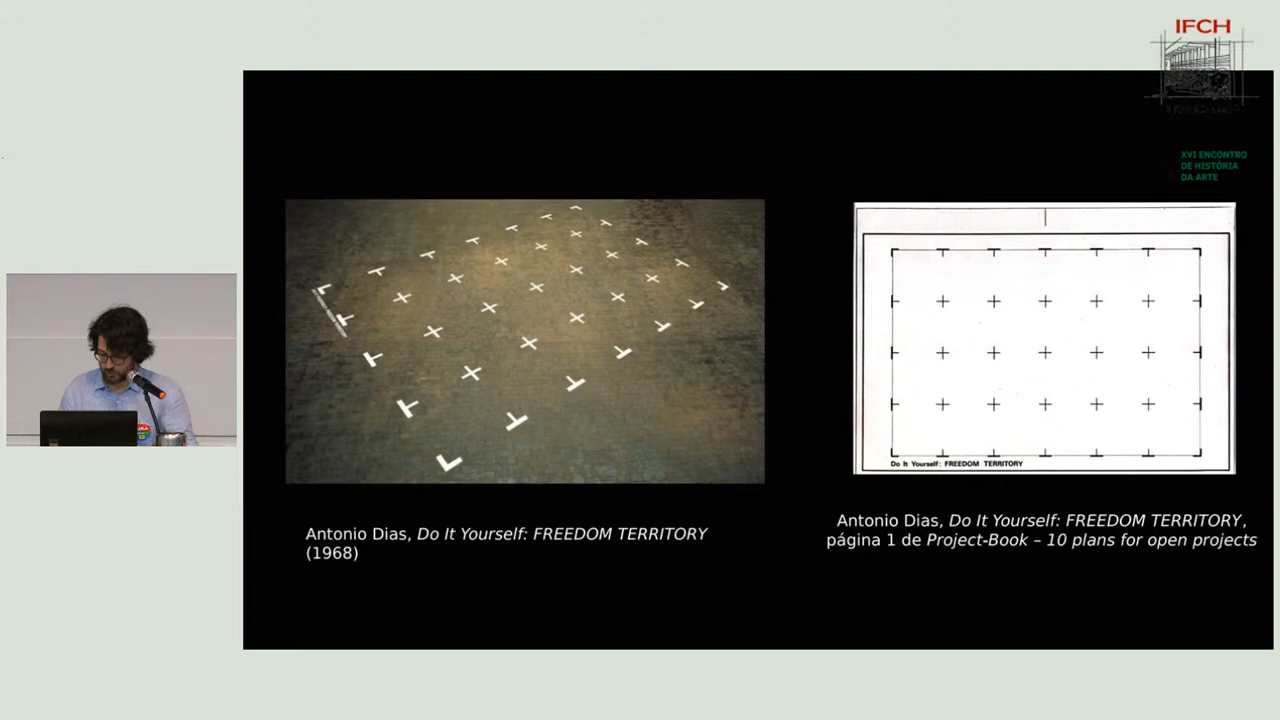 IFCH
XVI ENCONTRO
DE HISTÓRIA
DA ARTE
Do It Yourself: FREEDOM TERRITORY
Antonio Dias, Do It Yourself: FREEDOM TERRITORY
(1968)
Antonio Dias, Do It Yourself: FREEDOM TERRITORY,
página 1 de Project-Book – 10 plans for open projects